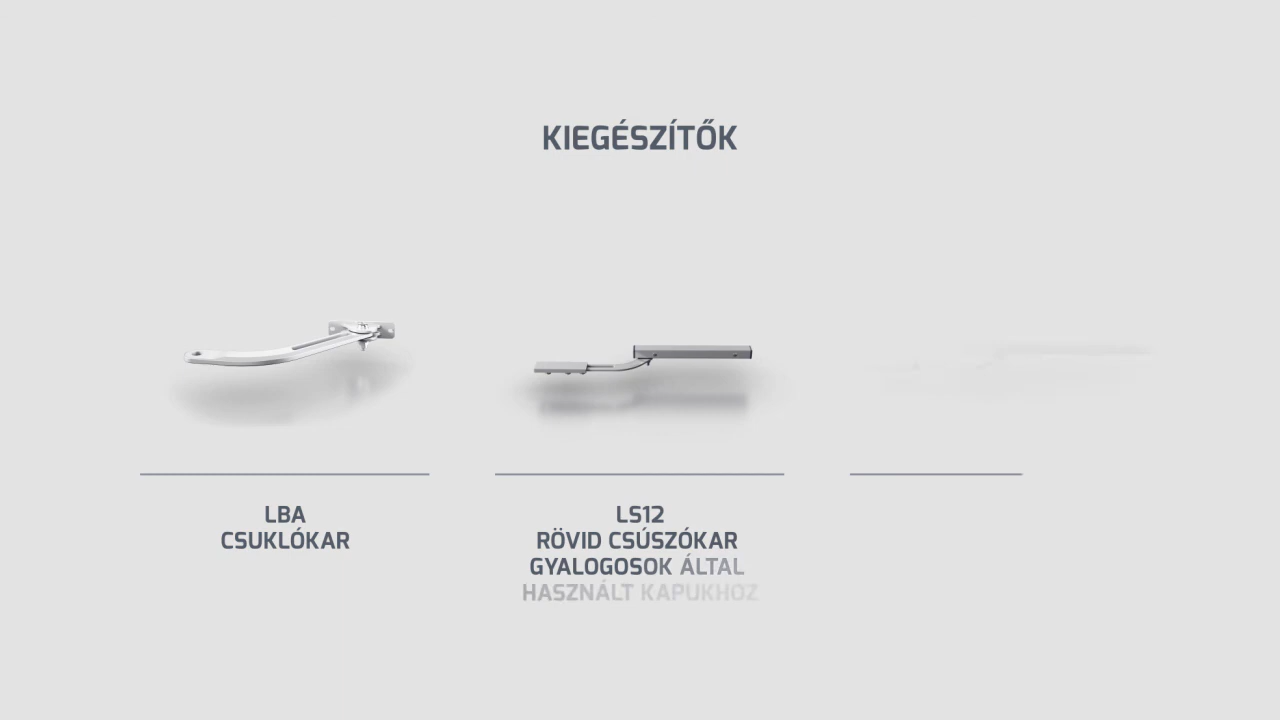 KIEGÉSZÍTŐK
LBA
CSUKLÓKAR
LS12
RÖVID CSÚSZÓKAR
GYALOGOSOK ÁLTAL
HASZNÁLT KAPUKHOZ